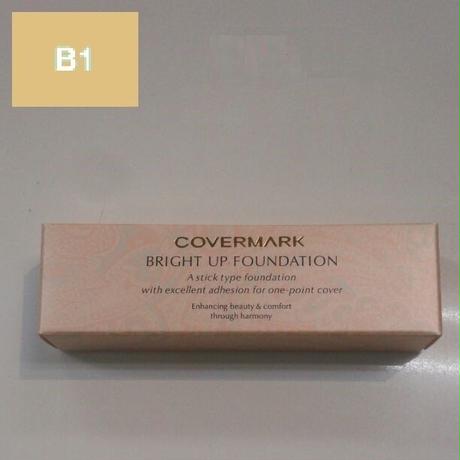 B1
COVERMARK
BRIGHT UP FOUNDATION
A stick type foundation
with excellent adhesion for one-point cover
Enhancing beauty & comfort
through harmony